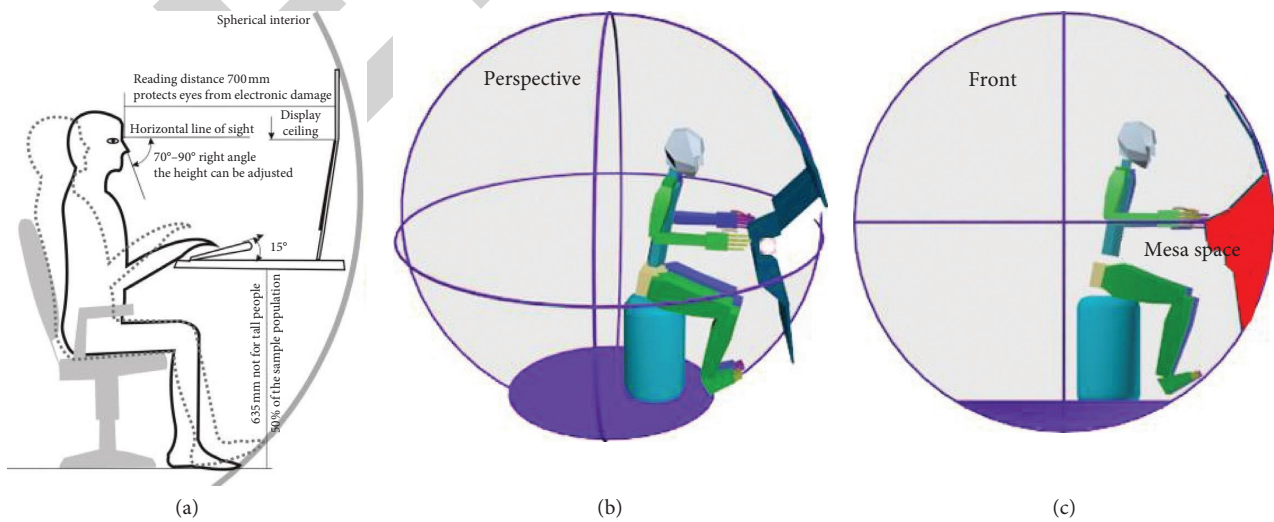 Spherical interior
Reading distance 700 mm
protects eyes from electronic damage
Horizontal line of sight
Display
ceiling
70°–90° right angle
the height can be adjusted
15°
635 mm not for tall people
50% of the sample population
(a)
Perspective
(b)
Front
Mesa space
(c)